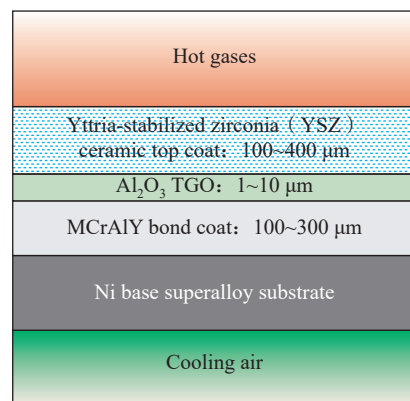 Hot gases
Yttria-stabilized zirconia（YSZ）
ceramic top coat：100~400 μm
Al₂O₃ TGO：1~10 μm
MCrAlY bond coat：100~300 μm
Ni base superalloy substrate
Cooling air